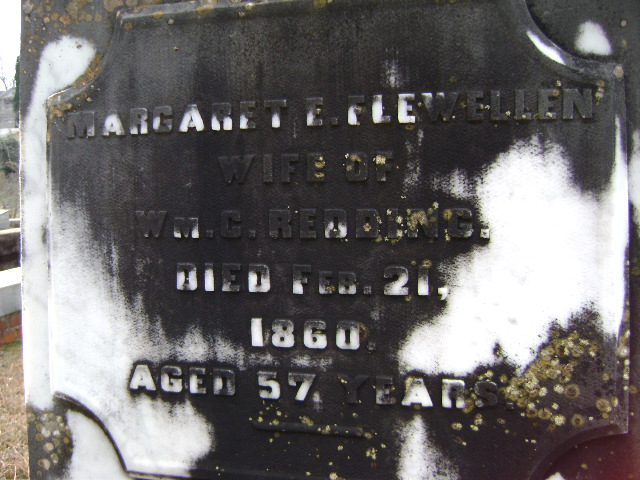 Margaret E. Flewellen
Wife of
Wm. C. Redding.
Died Feb. 21,
1860.
Aged 57 Years.